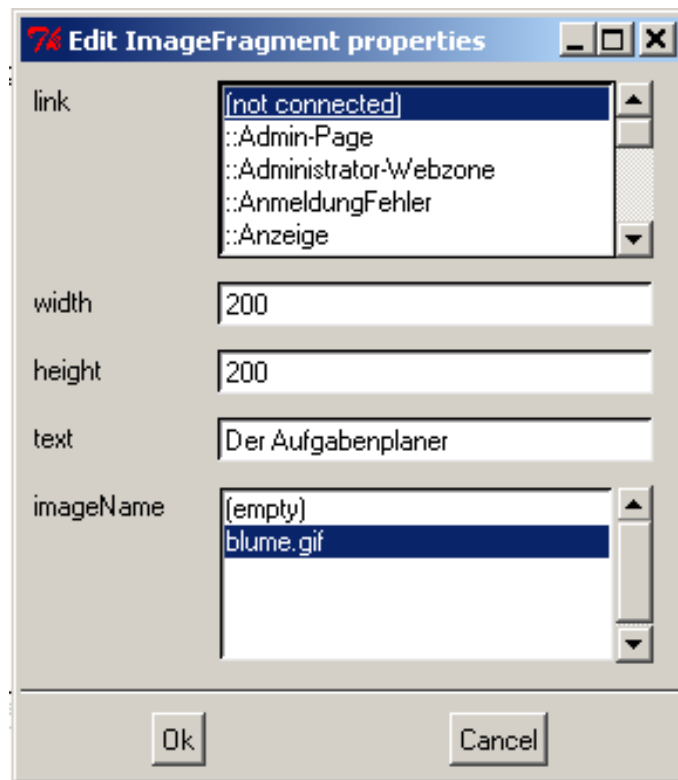 Edit ImageFragment properties
link
(not connected)
::Admin-Page
::Administrator-Webzone
::AnmeldungFehler
::Anzeige
width
200
height
200
text
Der Aufgabenplaner
imageName
(empty)
blume.gif
Ok
Cancel